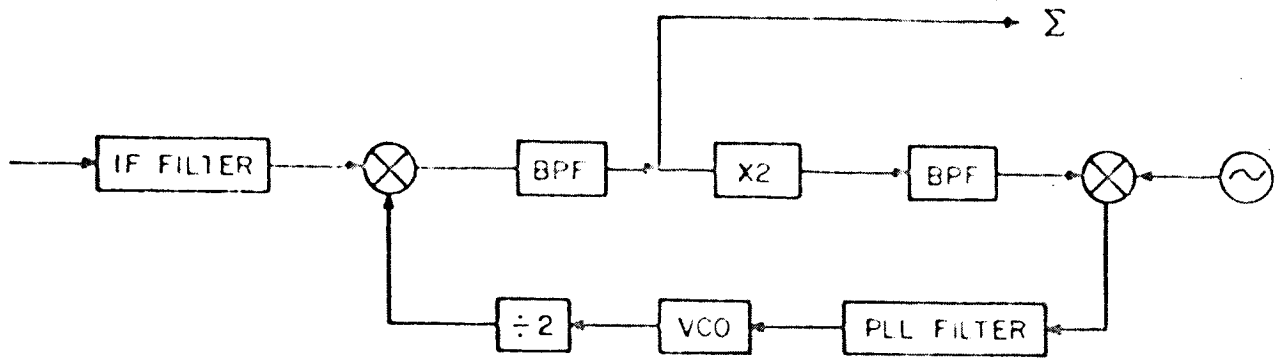 Σ
IF FILTER
BPF
X2
BPF
÷2
VCO
PLL FILTER